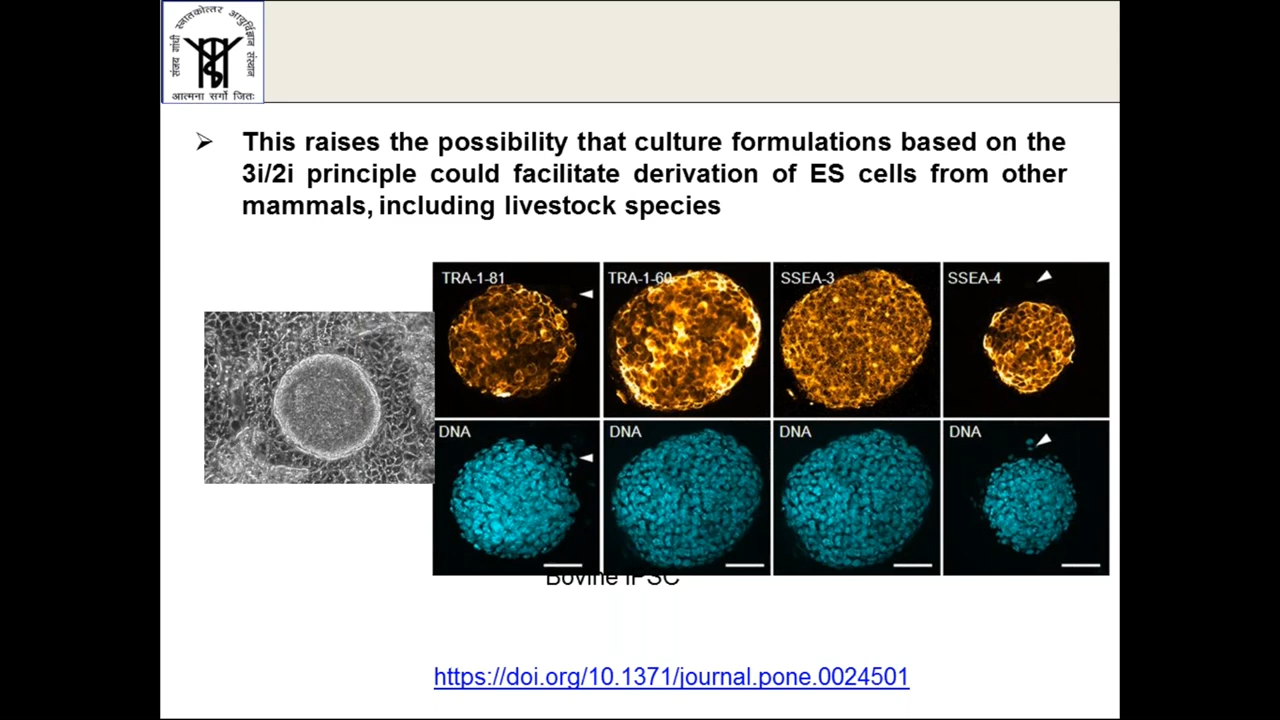 संजय गांधी स्नातकोत्तर आयुर्विज्ञान संस्थान
आत्मना सर्गो जितः
➢ This raises the possibility that culture formulations based on the
3i/2i principle could facilitate derivation of ES cells from other
mammals, including livestock species
TRA-1-81 TRA-1-60 SSEA-3 SSEA-4
DNA DNA DNA DNA
Bovine iPSC
https://doi.org/10.1371/journal.pone.0024501